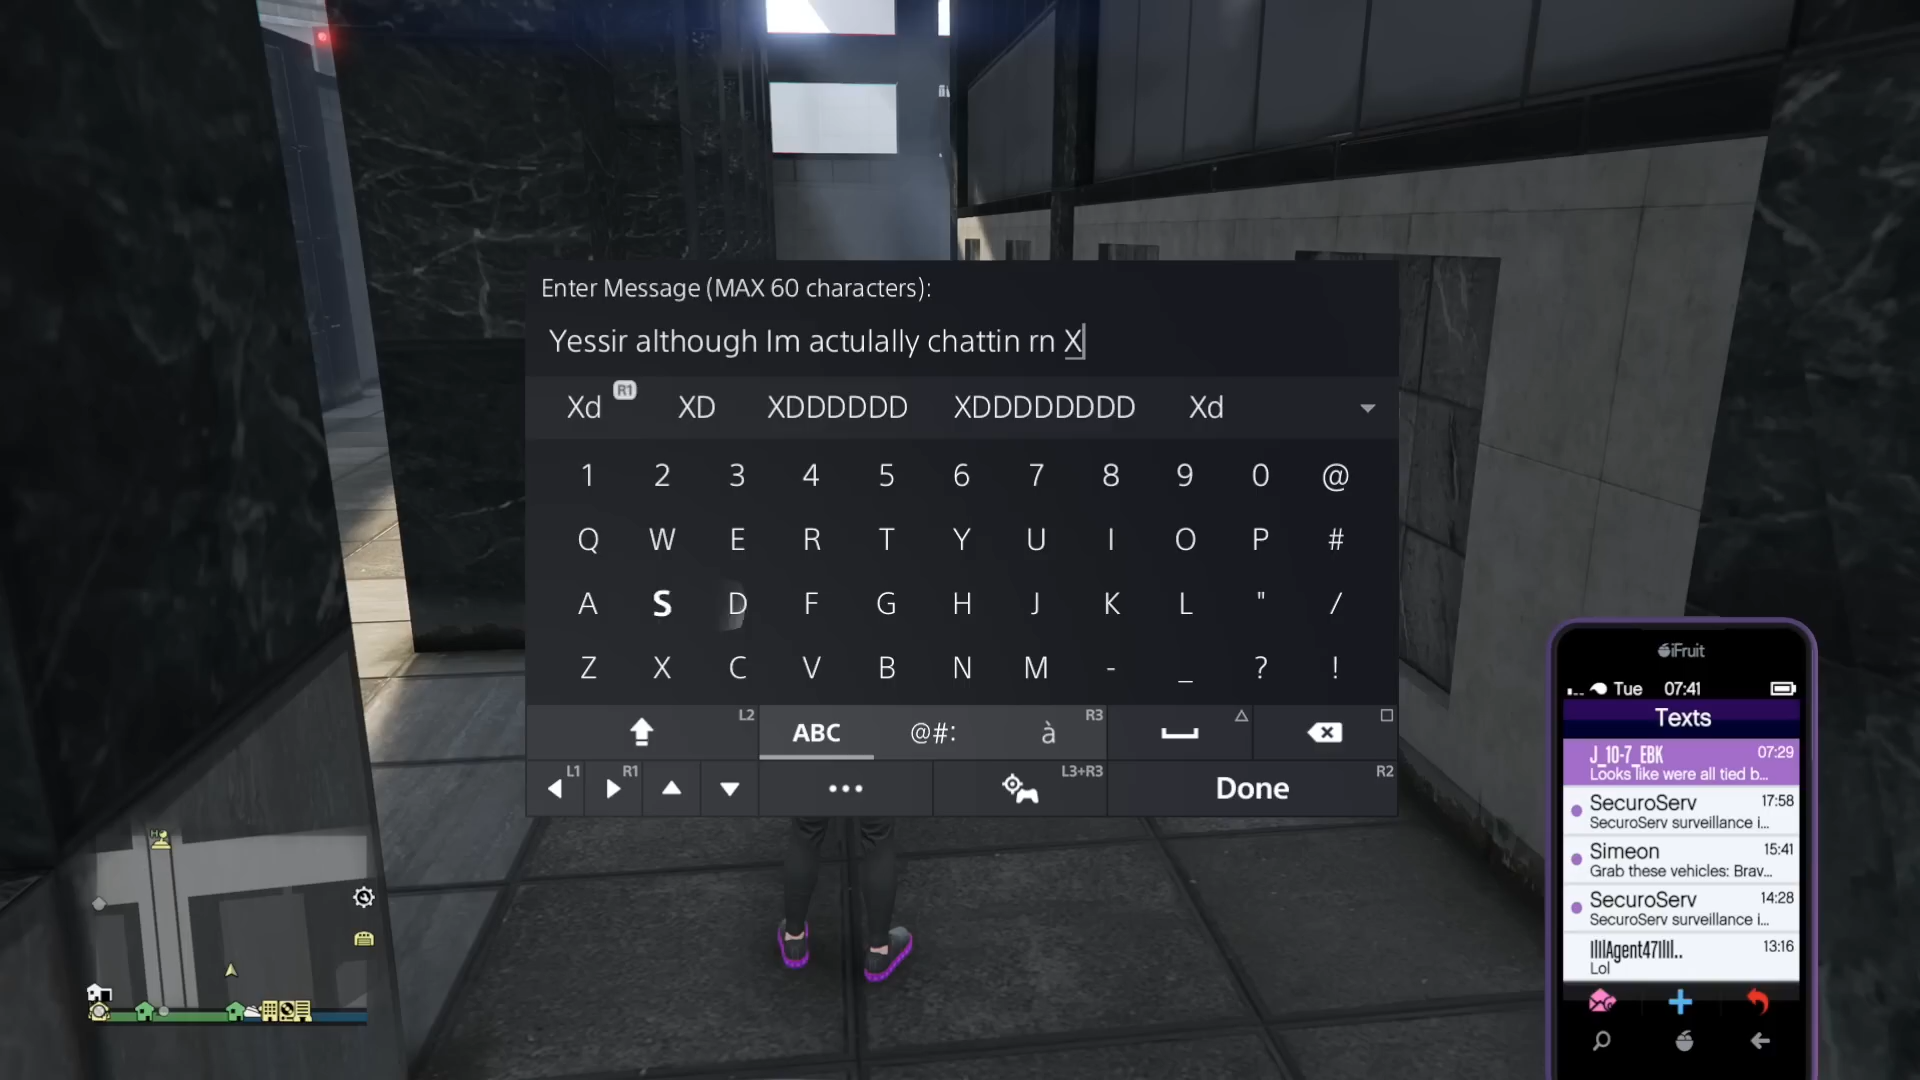 Enter Message (MAX 60 characters):
Yessir although Im actulally chattin rn X
Xd R1 XD XDDDDDD XDDDDDDDD Xd
1 2 3 4 5 6 7 8 9 0 @
Q W E R T Y U I O P #
A S D F G H J K L " /
Z X C V B N M - _ ? !
L2 ABC @#: à R3
L1 R1 ... L3+R3 Done R2
iFruit
Tue 07:41
Texts
J_10-7_EBK 07:29
Looks like were all tied b...
SecuroServ 17:58
SecuroServ surveillance i...
Simeon 15:41
Grab these vehicles: Brav...
SecuroServ 14:28
SecuroServ surveillance i...
IlllAgent47llll.. 13:16
Lol
H